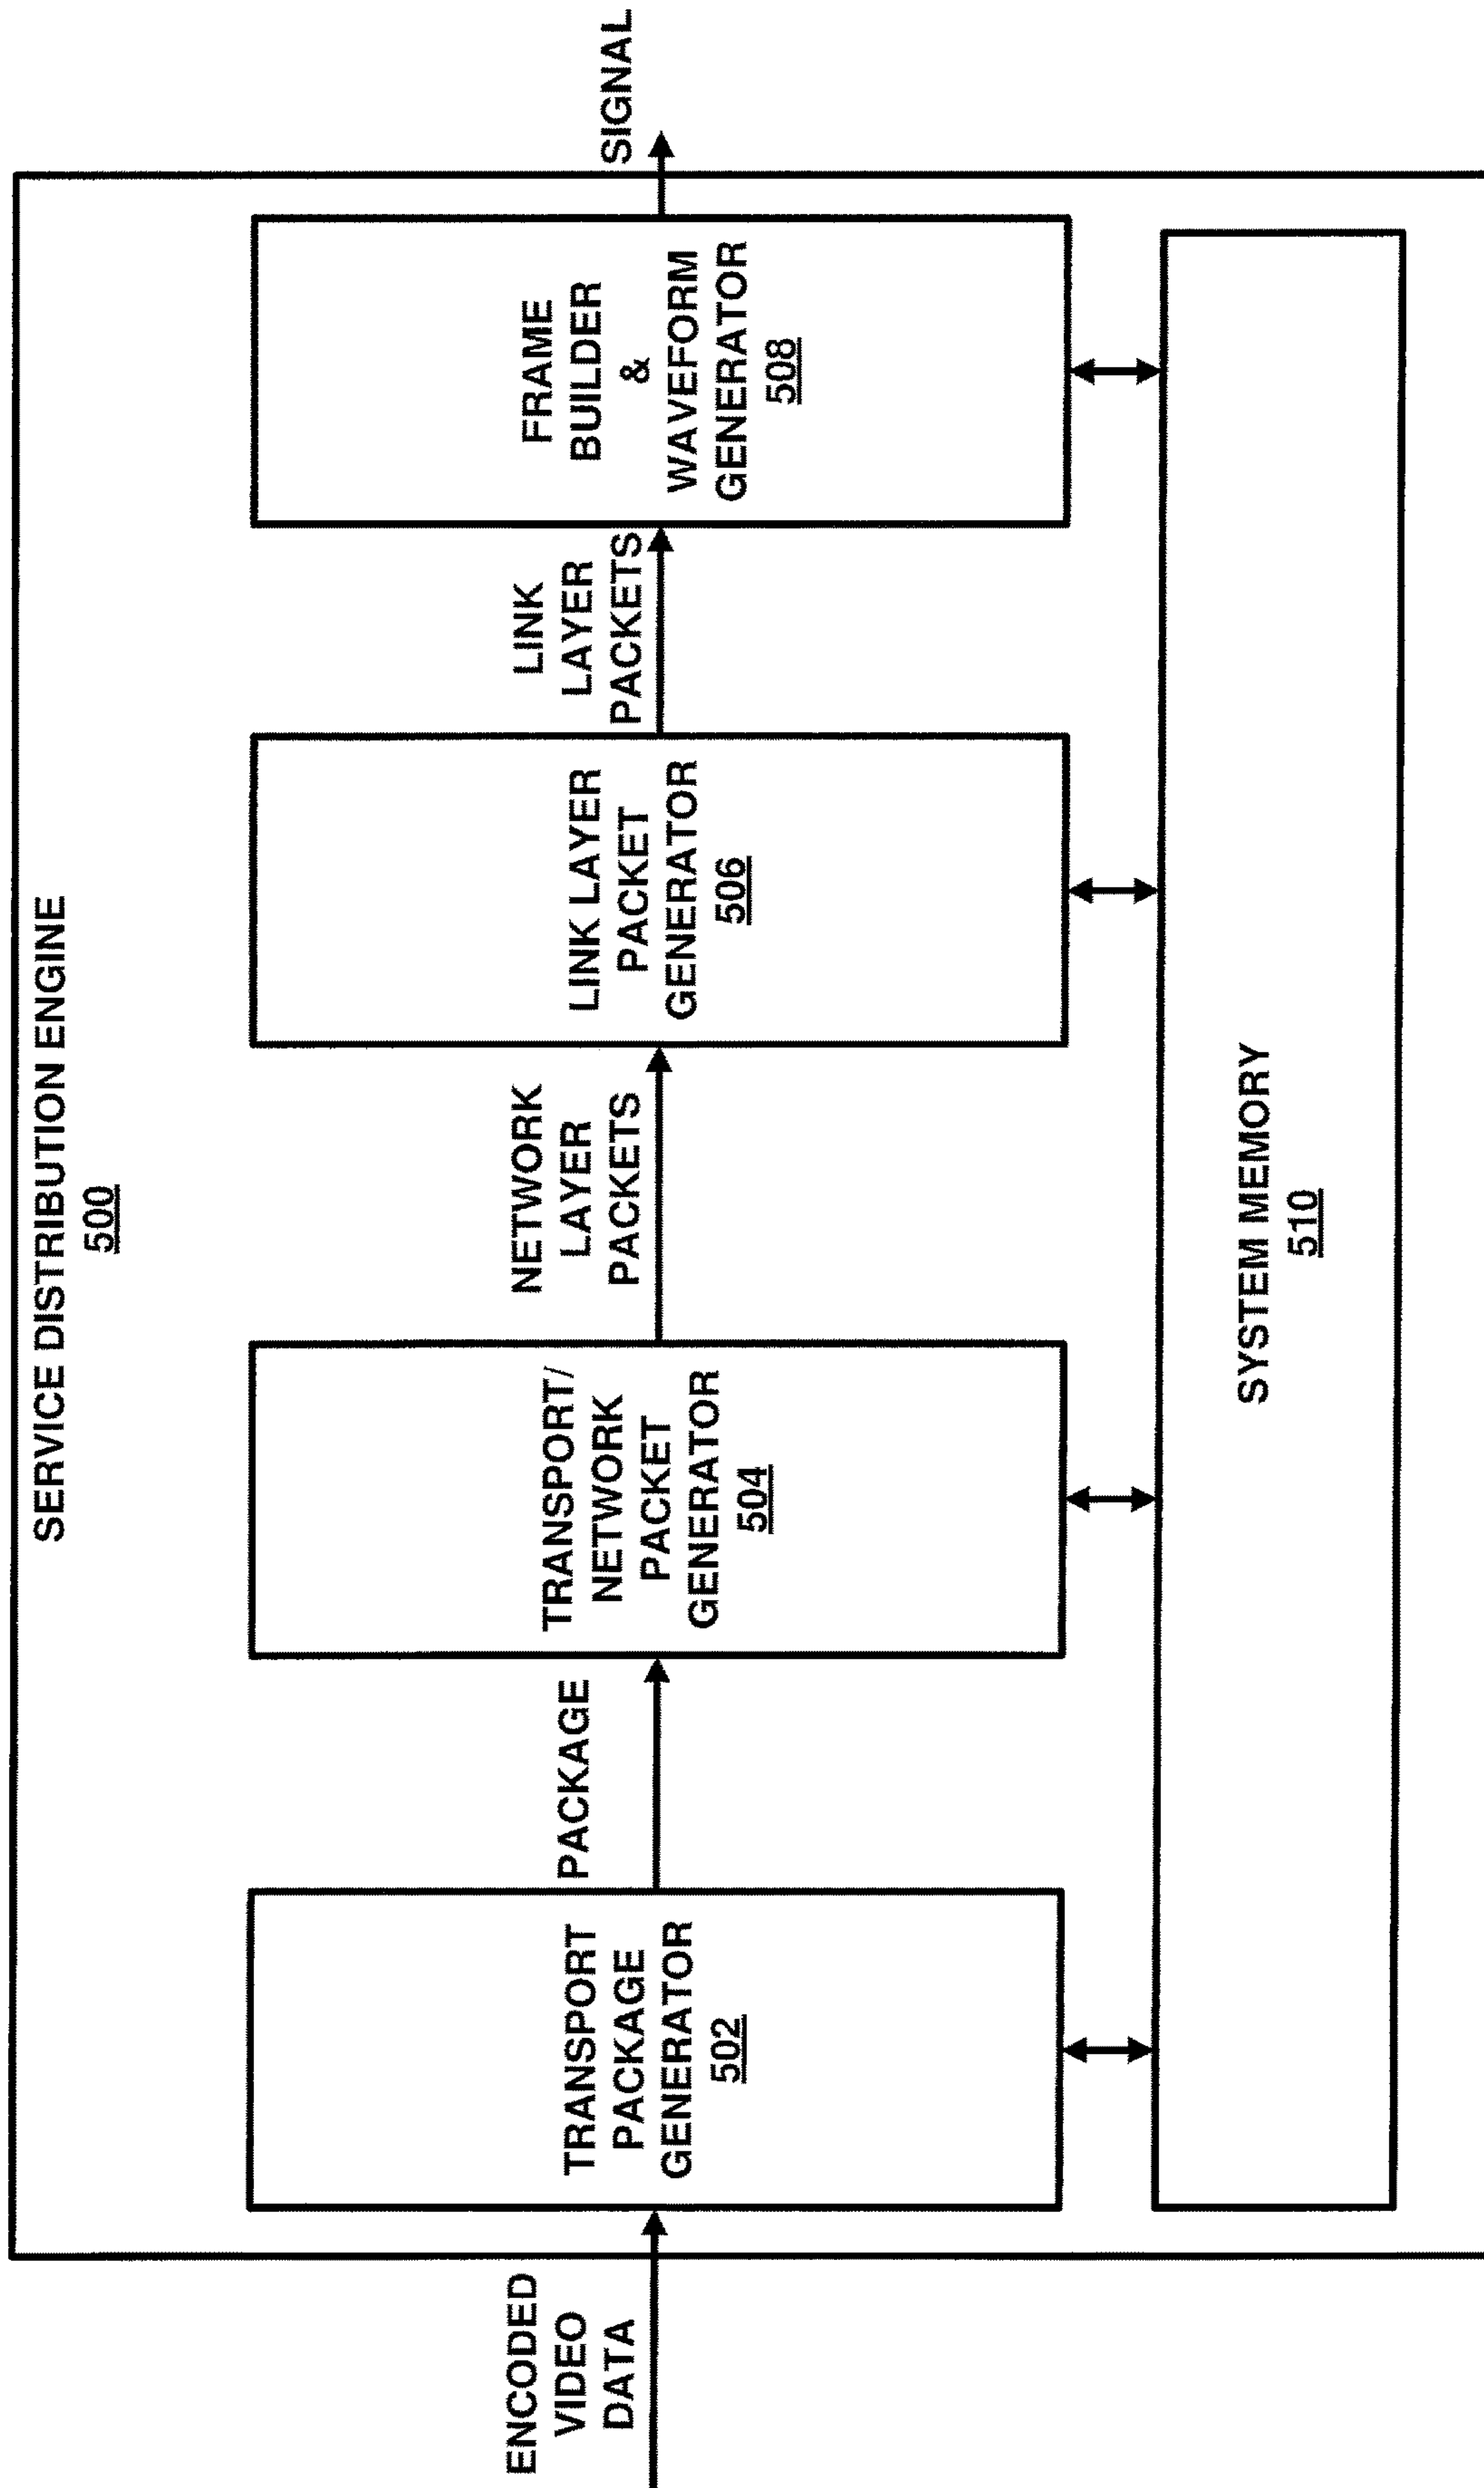 SERVICE DISTRIBUTION ENGINE
500
ENCODED
VIDEO
DATA
TRANSPORT
PACKAGE
GENERATOR
502
PACKAGE
TRANSPORT/
NETWORK
PACKET
GENERATOR
504
NETWORK
LAYER
PACKETS
LINK LAYER
PACKET
GENERATOR
506
LINK
LAYER
PACKETS
FRAME
BUILDER
&
WAVEFORM
GENERATOR
508
SIGNAL
SYSTEM MEMORY
510